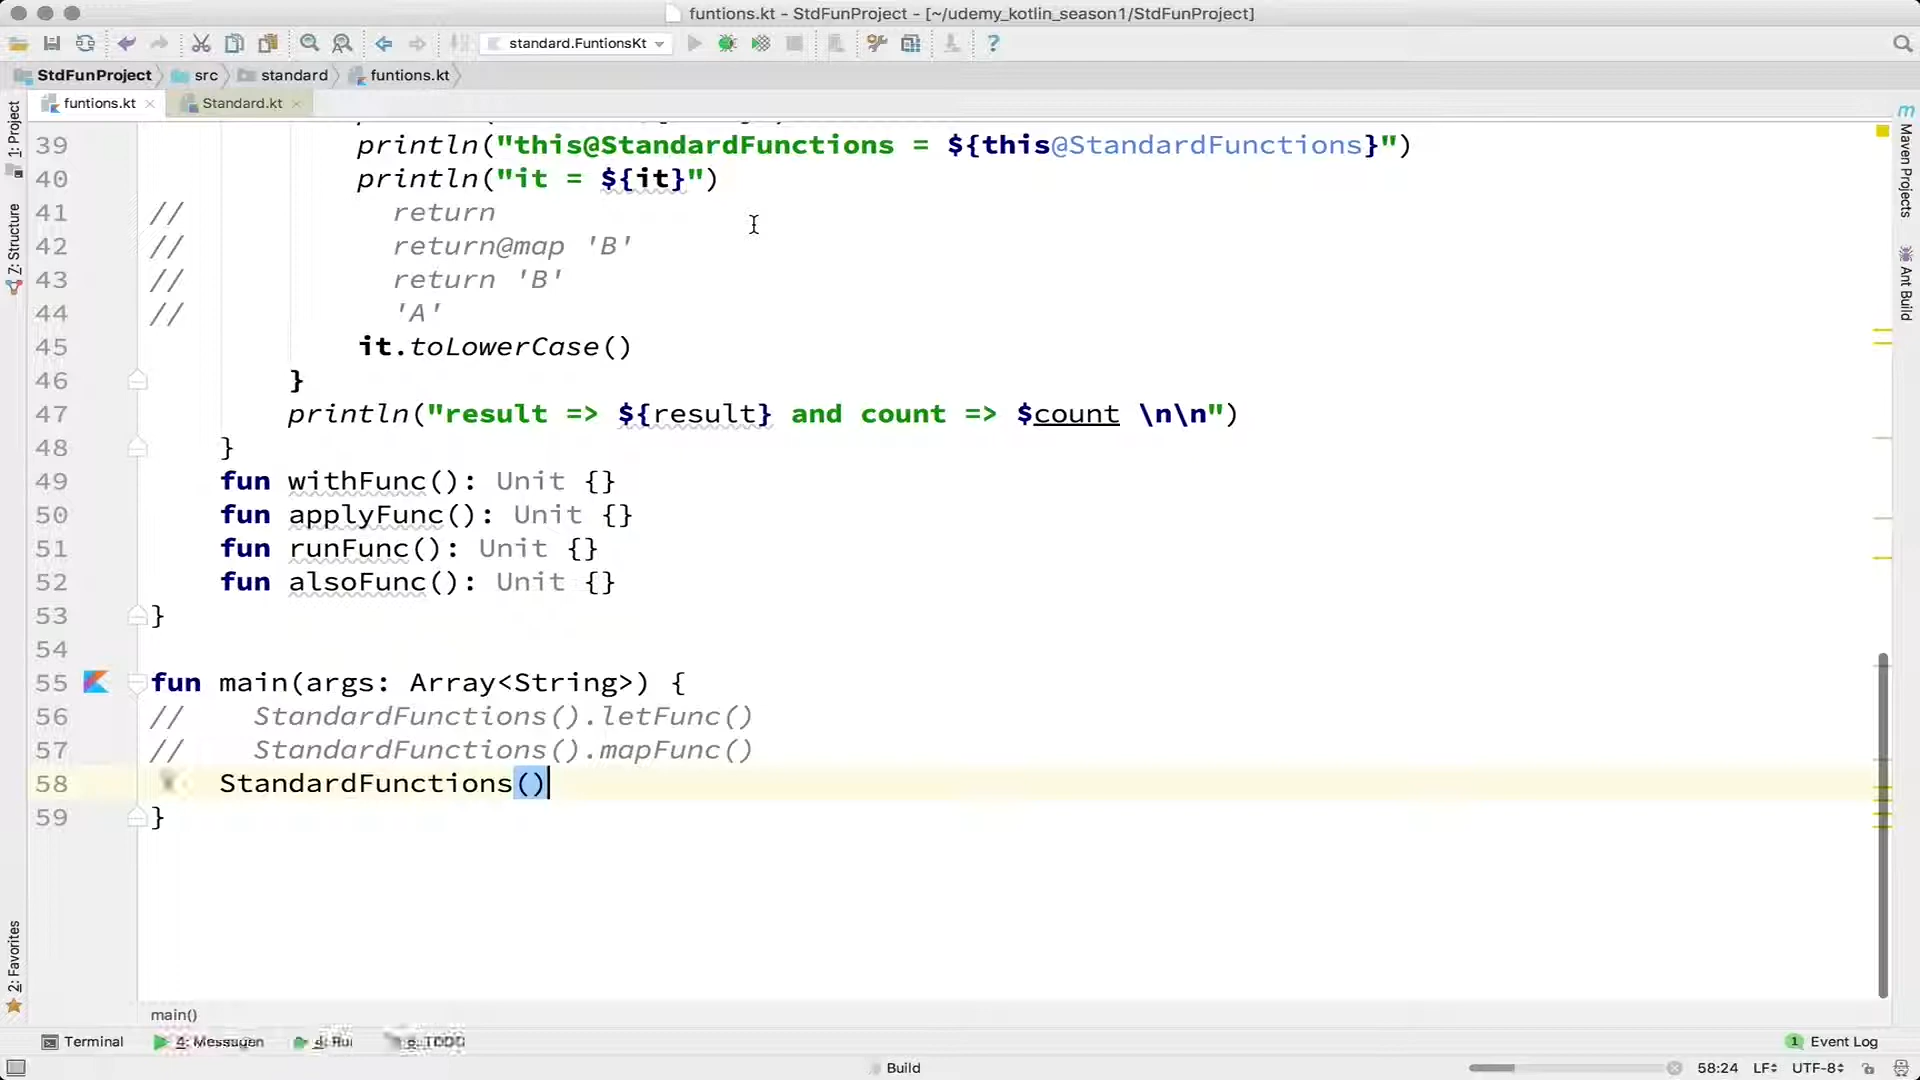 funtions.kt - StdFunProject - [~/udemy_kotlin_season1/StdFunProject]
standard.FuntionsKt
StdFunProject src standard funtions.kt
funtions.kt Standard.kt
1: Project
Z: Structure
2: Favorites
Maven Projects
Ant Build
39 println("this@StandardFunctions = ${this@StandardFunctions}")
40 println("it = ${it}")
41 // return
42 // return@map 'B'
43 // return 'B'
44 // 'A'
45 it.toLowerCase()
46 }
47 println("result => ${result} and count => $count \n\n")
48 }
49 fun withFunc(): Unit {}
50 fun applyFunc(): Unit {}
51 fun runFunc(): Unit {}
52 fun alsoFunc(): Unit {}
53 }
54
55 fun main(args: Array<String>) {
56 // StandardFunctions().letFunc()
57 // StandardFunctions().mapFunc()
58 StandardFunctions()
59 }
main()
Terminal 4: Run 6: TODO 1 Event Log
Build 58:24 LF UTF-8